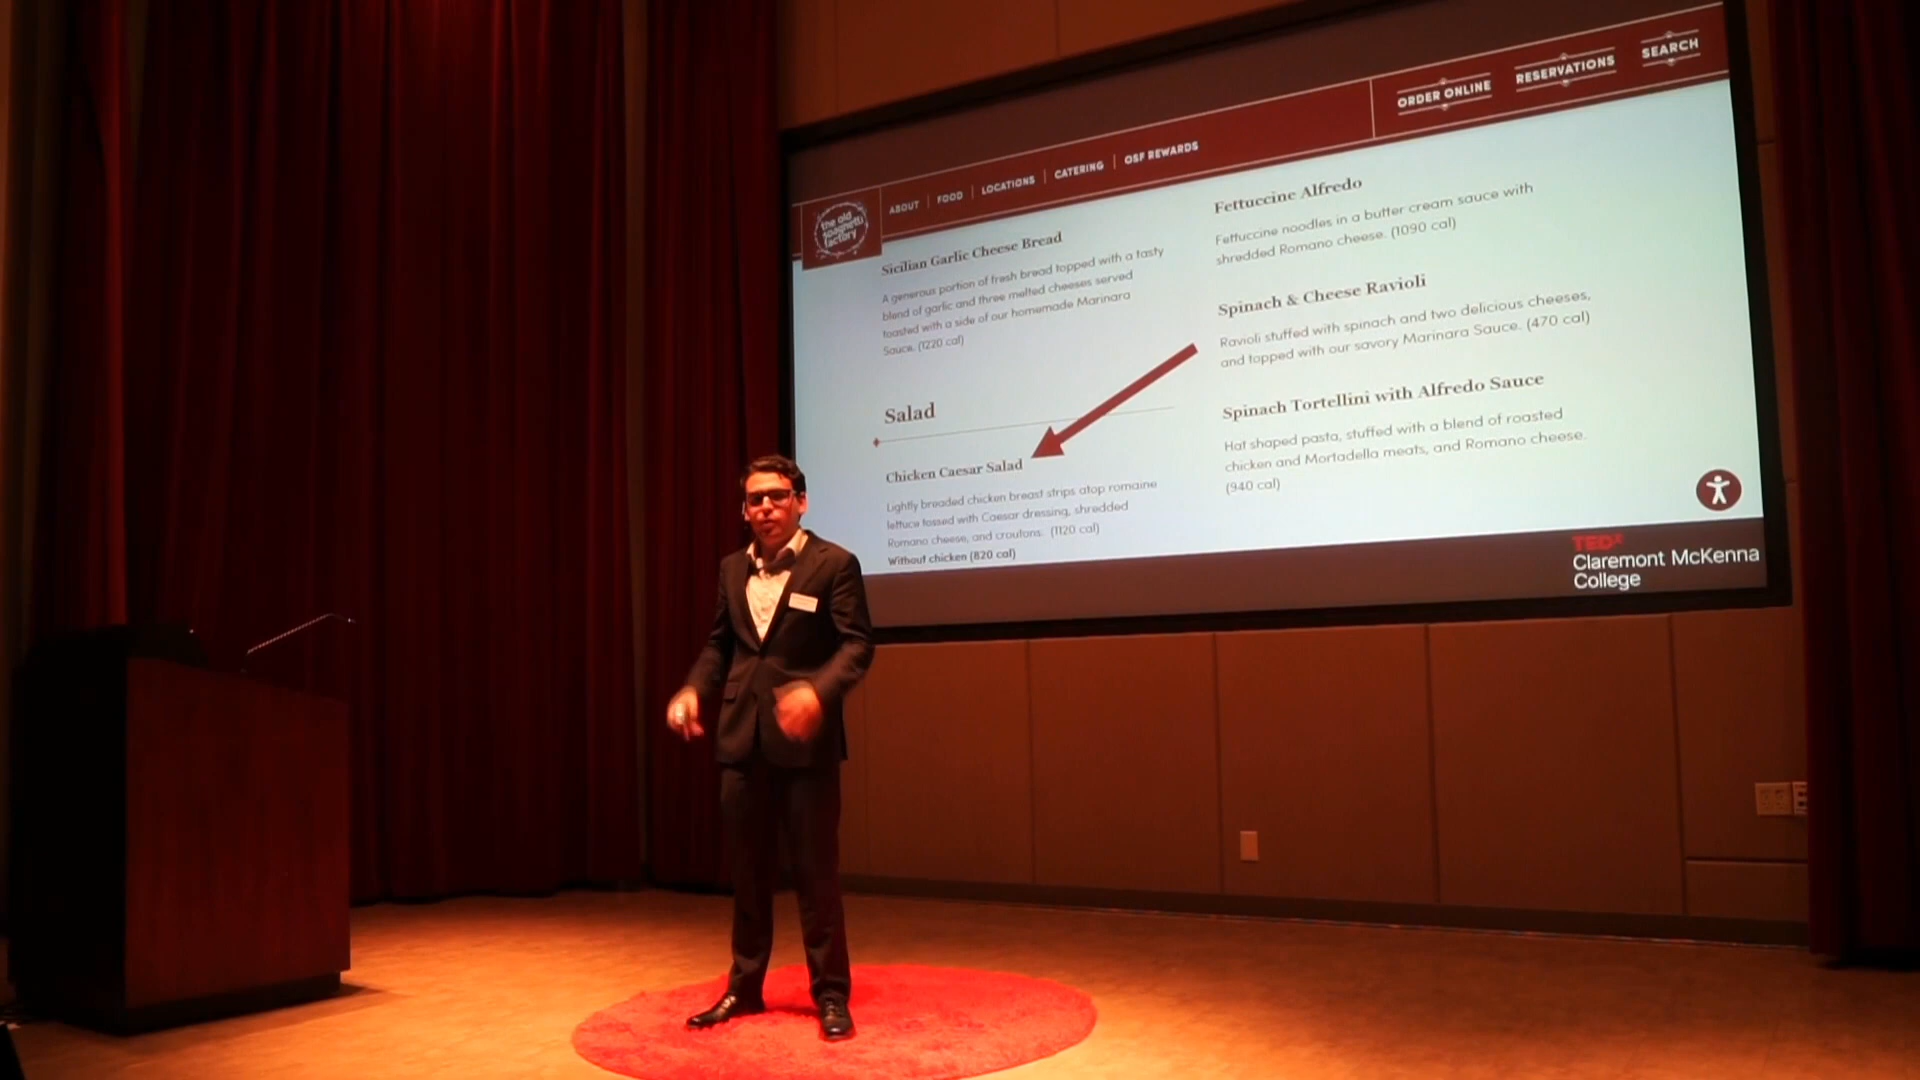 ORDER ONLINE
RESERVATIONS
SEARCH
ABOUT
FOOD
LOCATIONS
CATERING
OSF REWARDS
the old
spaghetti
factory
Sicilian Garlic Cheese Bread
A generous portion of fresh bread topped with a tasty
blend of garlic and three melted cheeses served
toasted with a side of our homemade Marinara
Sauce. (1220 cal)
Salad
Chicken Caesar Salad
Lightly breaded chicken breast strips atop romaine
lettuce tossed with Caesar dressing, shredded
Romano cheese, and croutons. (1120 cal)
Without chicken (820 cal)
Fettuccine Alfredo
Fettuccine noodles in a butter cream sauce with
shredded Romano cheese. (1090 cal)
Spinach & Cheese Ravioli
Ravioli stuffed with spinach and two delicious cheeses,
and topped with our savory Marinara Sauce. (470 cal)
Spinach Tortellini with Alfredo Sauce
Hat shaped pasta, stuffed with a blend of roasted
chicken and Mortadella meats, and Romano cheese.
(940 cal)
TEDx
Claremont McKenna
College